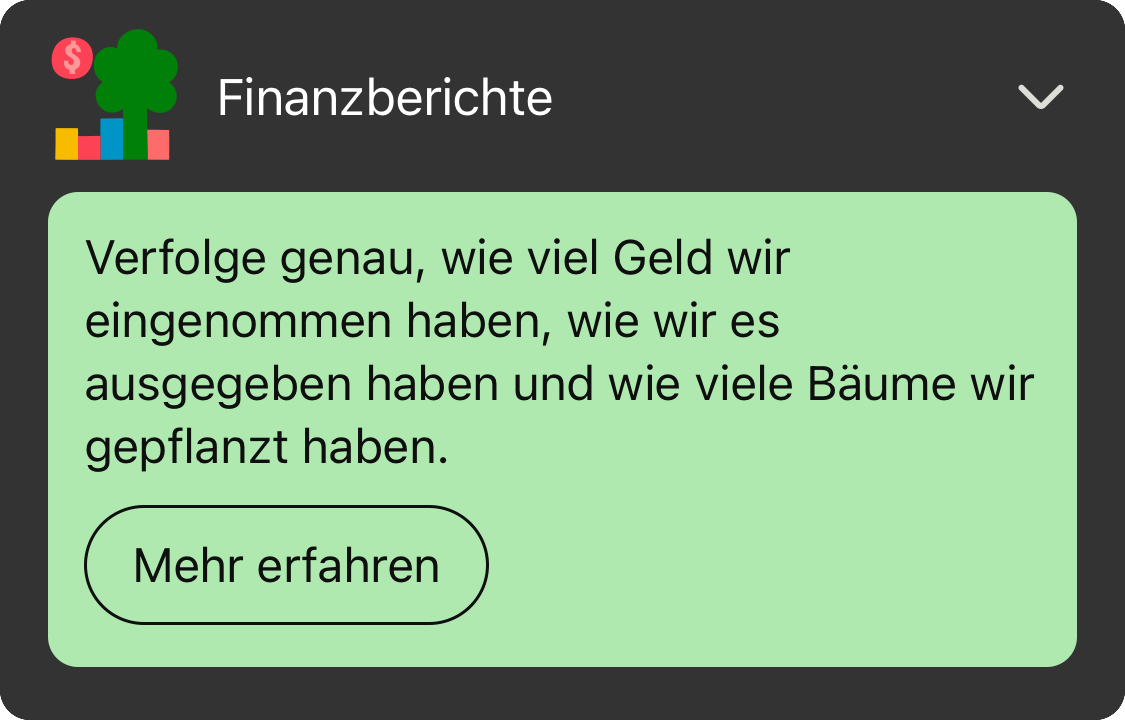 $
Finanzberichte
Verfolge genau, wie viel Geld wir
eingenommen haben, wie wir es
ausgegeben haben und wie viele Bäume wir
gepflanzt haben.
Mehr erfahren